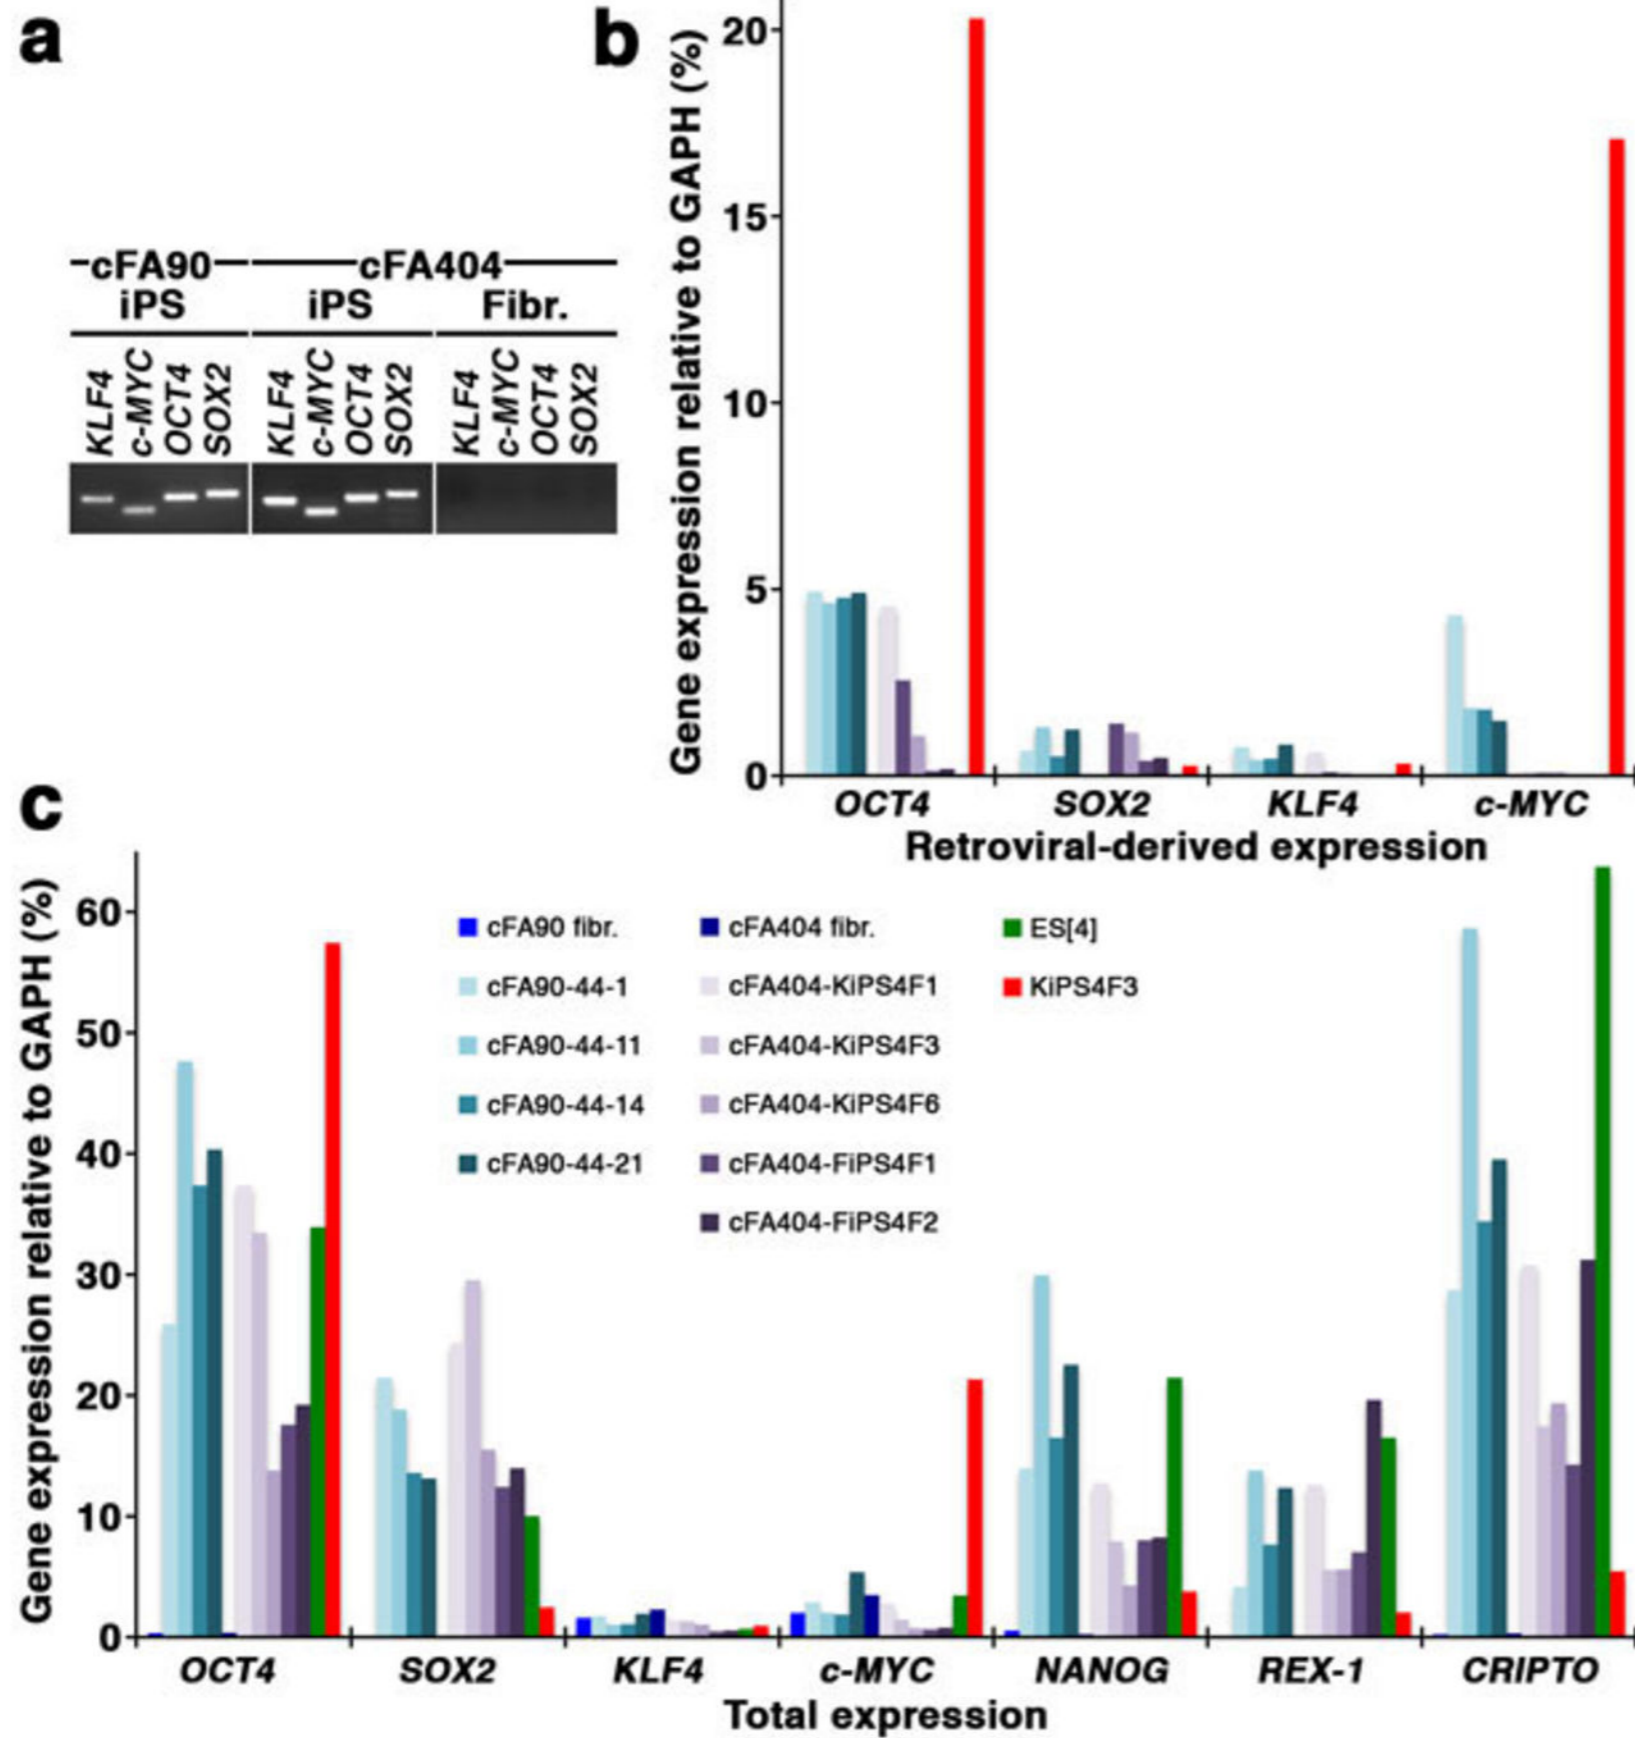 a
cFA90
cFA404
iPS
iPS
Fibr.
KLF4
c-MYC
OCT4
SOX2
KLF4
c-MYC
OCT4
SOX2
KLF4
c-MYC
OCT4
SOX2
b
Gene expression relative to GAPH (%)
20
15
10
5
0
OCT4
SOX2
KLF4
c-MYC
Retroviral-derived expression
c
Gene expression relative to GAPH (%)
60
50
40
30
20
10
0
cFA90 fibr.
cFA90-44-1
cFA90-44-11
cFA90-44-14
cFA90-44-21
cFA404 fibr.
cFA404-KiPS4F1
cFA404-KiPS4F3
cFA404-KiPS4F6
cFA404-FiPS4F1
cFA404-FiPS4F2
ES[4]
KiPS4F3
OCT4
SOX2
KLF4
c-MYC
NANOG
REX-1
CRIPTO
Total expression